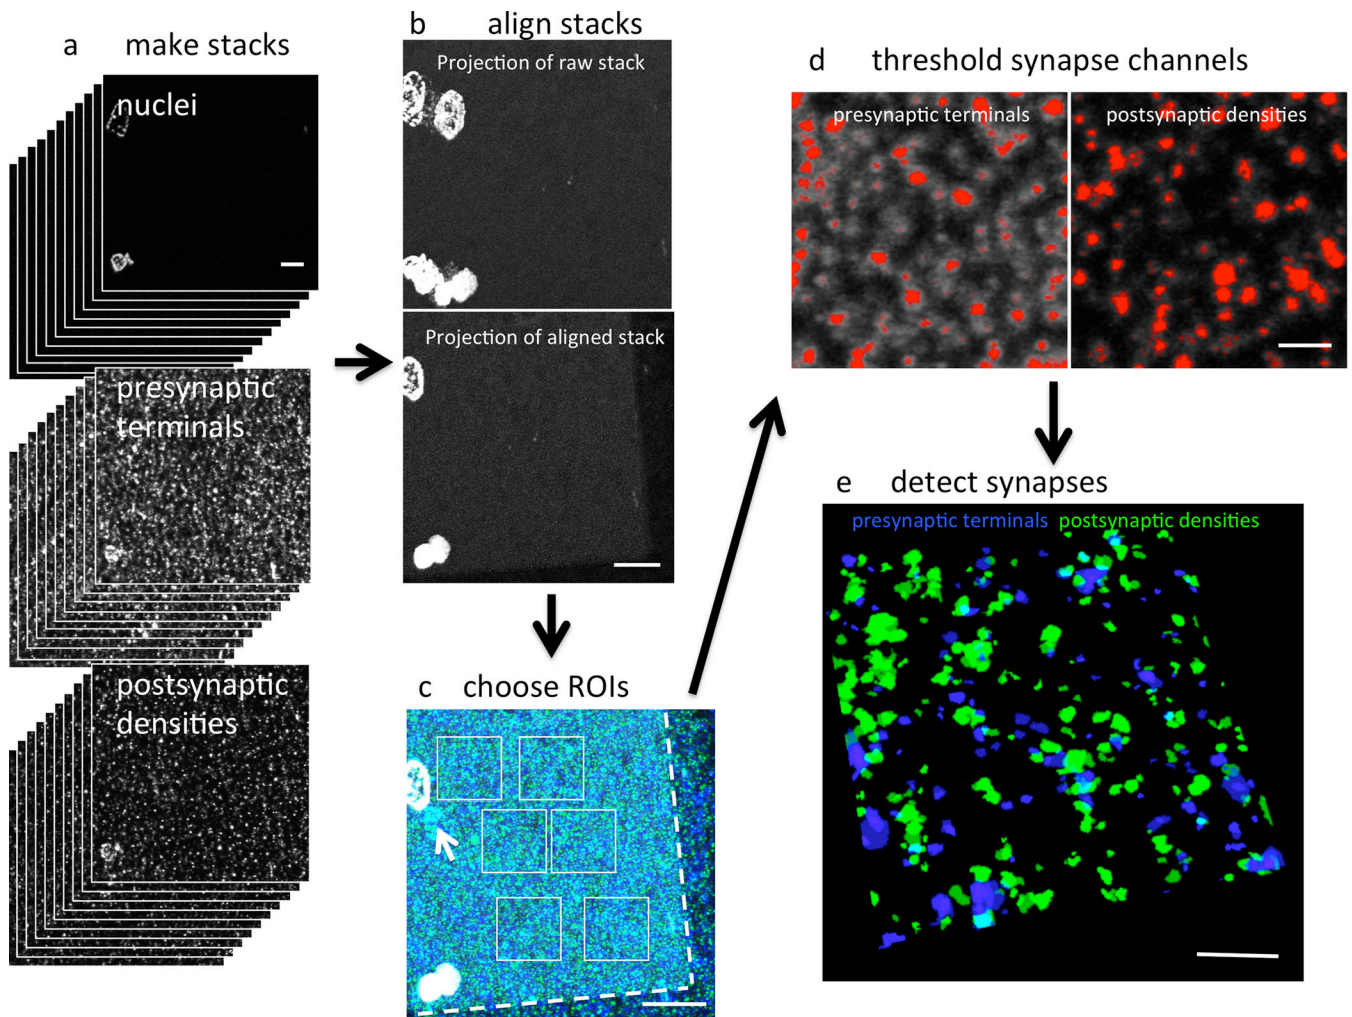 a make stacks
nuclei
presynaptic
terminals
postsynaptic
densities
b align stacks
Projection of raw stack
Projection of aligned stack
c choose ROIs
d threshold synapse channels
presynaptic terminals
postsynaptic densities
e detect synapses
presynaptic terminals postsynaptic densities